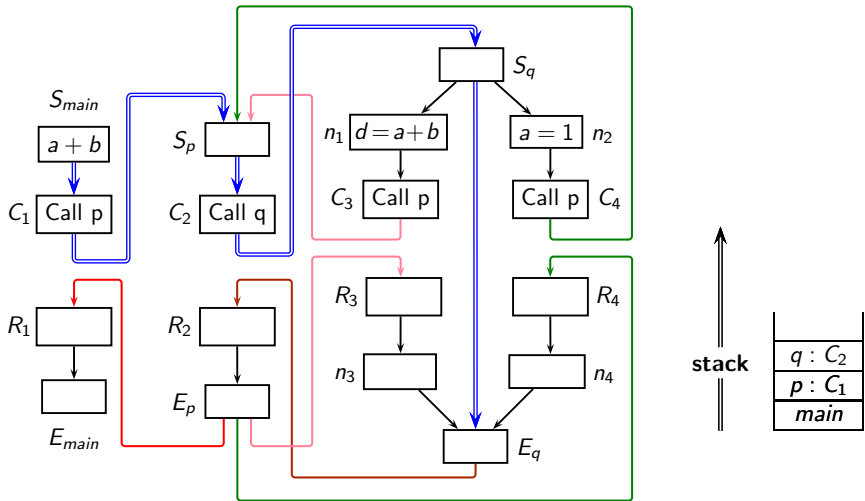 S_q
S_main
n_1 d = a + b
a = 1 n_2
a + b
S_p
C_1 Call p
C_2 Call q
C_3 Call p
Call p C_4
R_1
R_2
R_3
R_4
stack
q : C_2
n_3
n_4
p : C_1
E_p
main
E_main
E_q